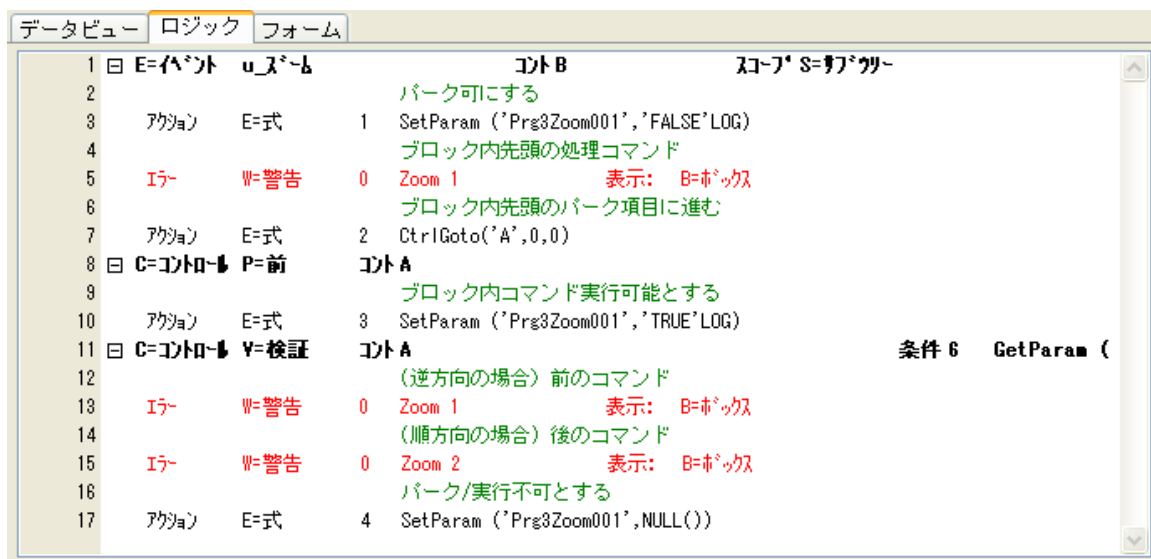 データビュー ロジック フォーム
1 E=ｲﾍﾞﾝﾄ u_ｽﾞｰﾑ ｺﾝﾄ B ｽｺｰﾌﾟ S=ｻﾌﾞﾂﾘｰ
2 パーク可にする
3 ｱｸｼｮﾝ E=式 1 SetParam ('Prg3Zoom001','FALSE'LOG)
4 ブロック内先頭の処理コマンド
5 ｴﾗｰ W=警告 0 Zoom 1 表示: B=ﾎﾞｯｸｽ
6 ブロック内先頭のパーク項目に進む
7 ｱｸｼｮﾝ E=式 2 CtrlGoto('A',0,0)
8 C=ｺﾝﾄﾛｰﾙ P=前 ｺﾝﾄ A
9 ブロック内コマンド実行可能とする
10 ｱｸｼｮﾝ E=式 3 SetParam ('Prg3Zoom001','TRUE'LOG)
11 C=ｺﾝﾄﾛｰﾙ V=検証 ｺﾝﾄ A 条件 6 GetParam (
12 (逆方向の場合) 前のコマンド
13 ｴﾗｰ W=警告 0 Zoom 1 表示: B=ﾎﾞｯｸｽ
14 (順方向の場合) 後のコマンド
15 ｴﾗｰ W=警告 0 Zoom 2 表示: B=ﾎﾞｯｸｽ
16 パーク/実行不可とする
17 ｱｸｼｮﾝ E=式 4 SetParam ('Prg3Zoom001',NULL())